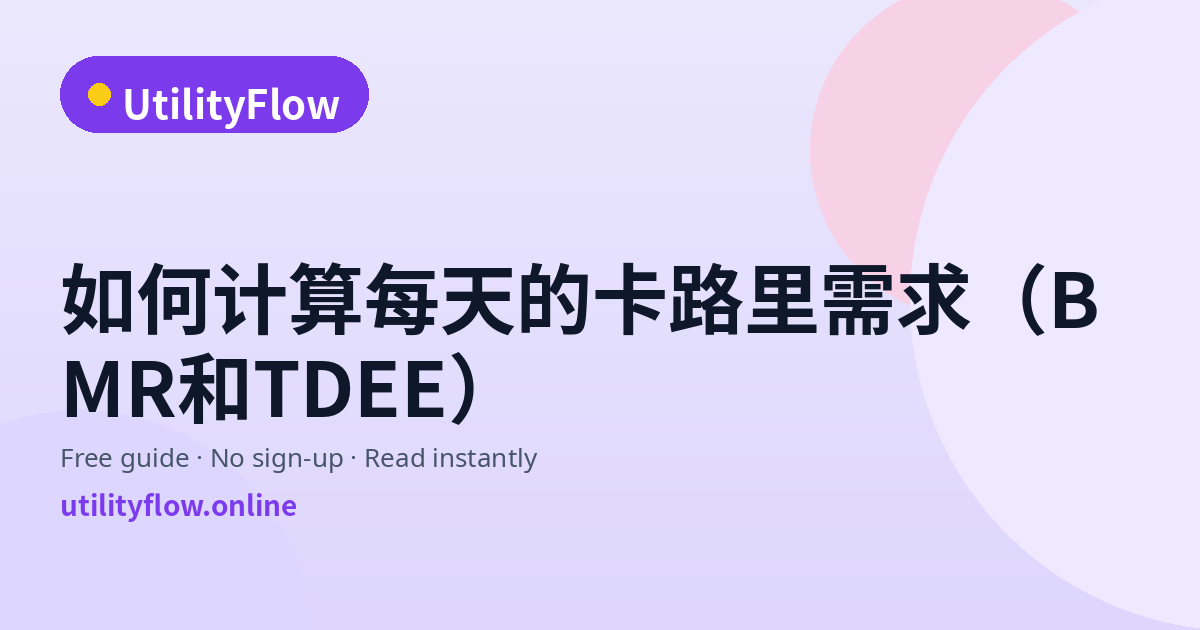 UtilityFlow
如何计算每天的卡路里需求（B
MR和TDEE）
Free guide · No sign-up · Read instantly
utilityflow.online